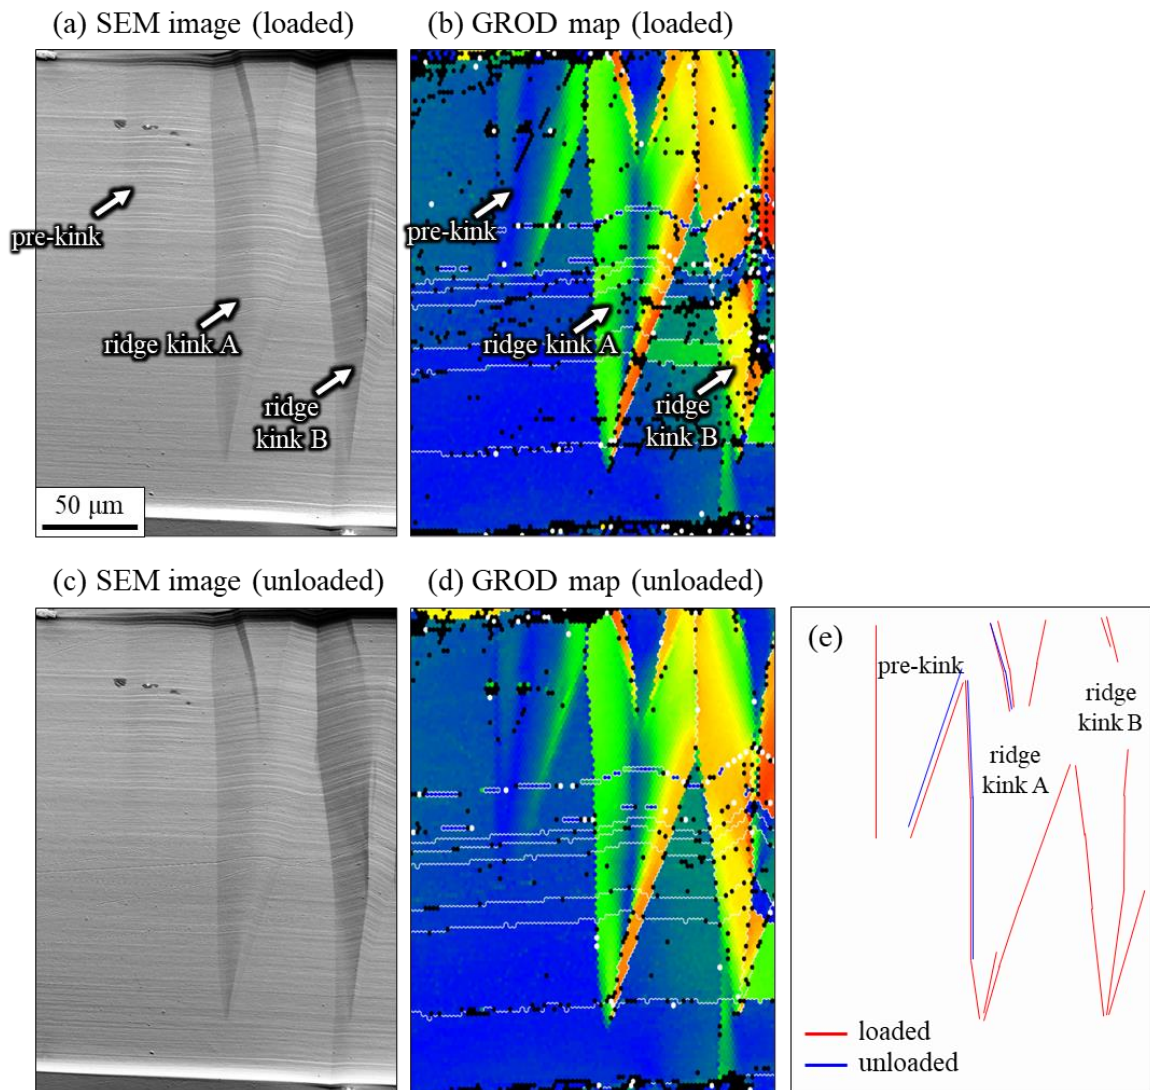 (a) SEM image (loaded)
(b) GROD map (loaded)
pre-kink
ridge kink A
ridge
kink B
50 μm
pre-kink
ridge kink A
ridge
kink B
(c) SEM image (unloaded)
(d) GROD map (unloaded)
(e)
pre-kink
ridge
kink B
ridge
kink A
loaded
unloaded